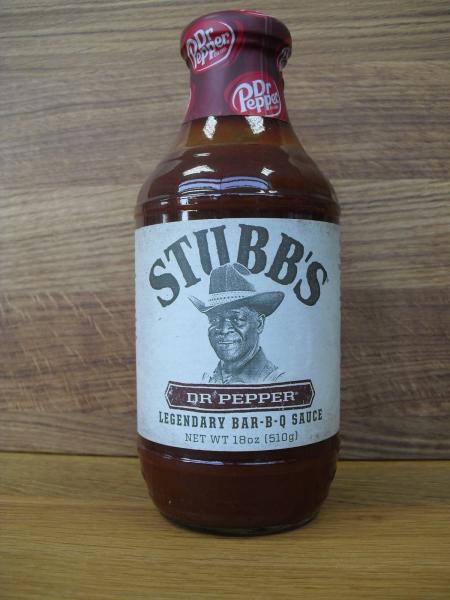 Dr
Pepper
Dr
Pepper
STUBB'S
DR PEPPER®
LEGENDARY BAR-B-Q SAUCE
NET WT 18oz (510g)